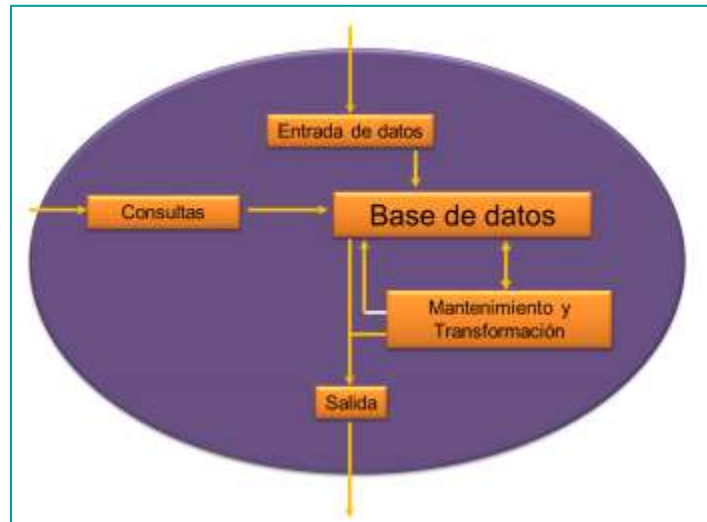 Entrada de datos
Consultas
Base de datos
Mantenimiento y
Transformación
Salida